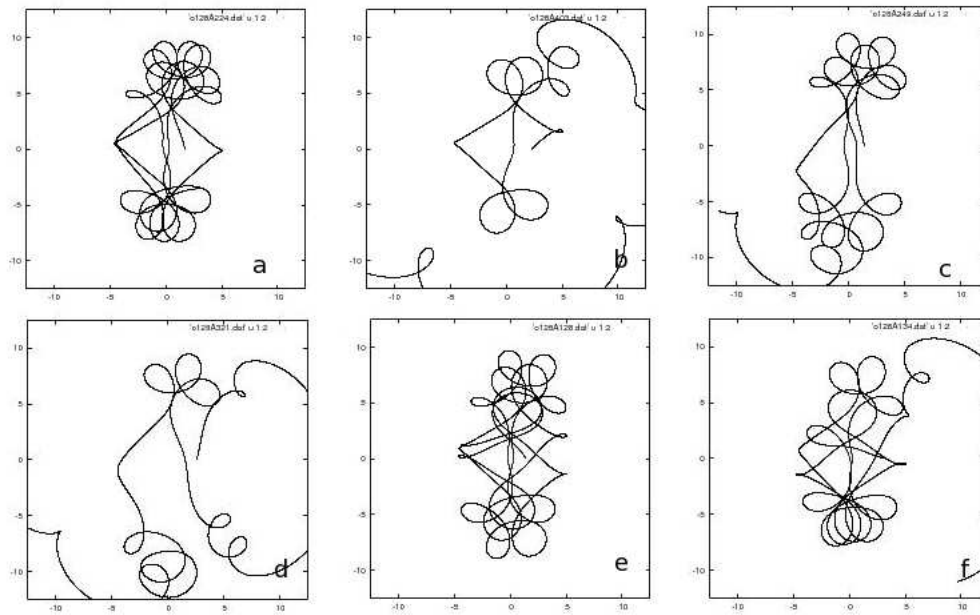 'o128A224.dat' u 1:2
10
5
0
-5
-10
-10 -5 0 5 10
a
'o128A403.dat' u 1:2
10
5
0
-5
-10
-10 -5 0 5 10
b
'o128A249.dat' u 1:2
10
5
0
-5
-10
-10 -5 0 5 10
c
'o128A321.dat' u 1:2
10
5
0
-5
-10
-10 -5 0 5 10
d
'o128A128.dat' u 1:2
10
5
0
-5
-10
-10 -5 0 5 10
e
'o128A134.dat' u 1:2
10
5
0
-5
-10
-10 -5 0 5 10
f